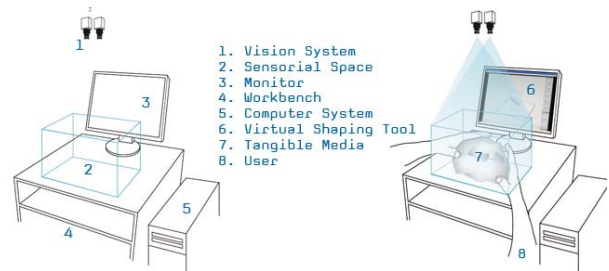 1
3
2
5
4
1. Vision System
2. Sensorial Space
3. Monitor
4. Workbench
5. Computer System
6. Virtual Shaping Tool
7. Tangible Media
8. User
6
7
8